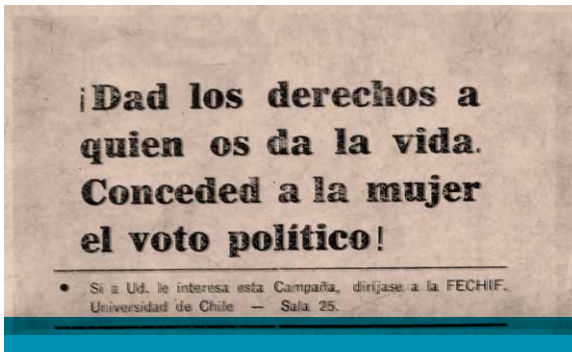 ¡Dad los derechos a
quien os da la vida.
Conceded a la mujer
el voto político!
• Si a Ud. le interesa esta Campaña, diríjase a la FECHIF.
Universidad de Chile — Sala 25.